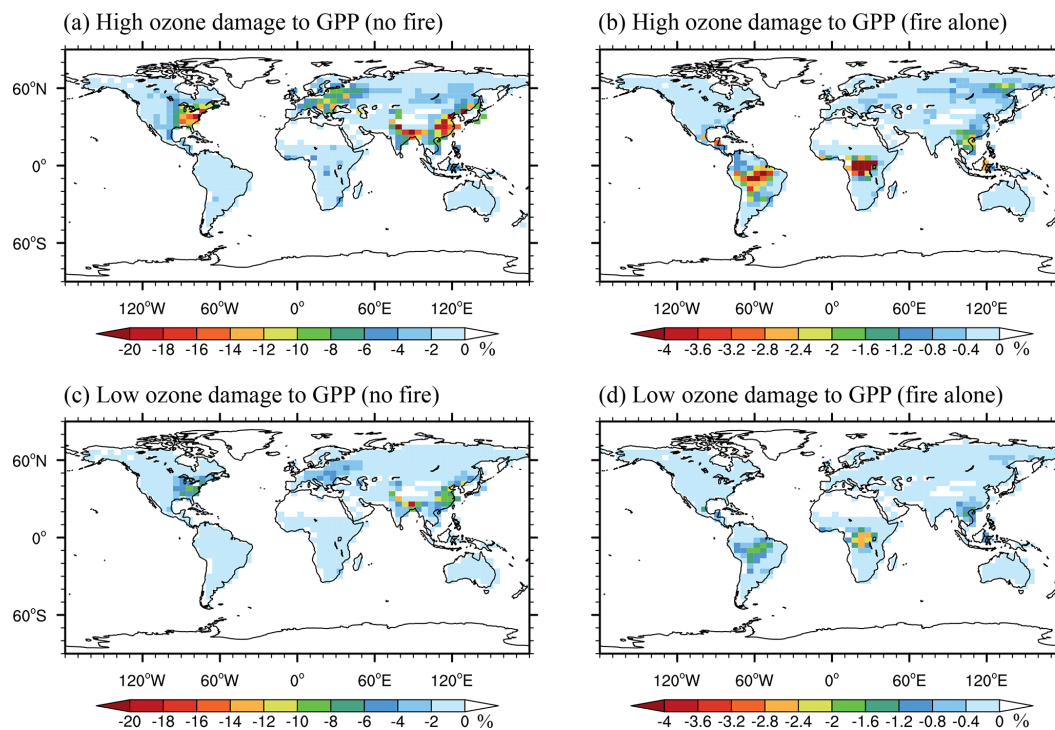 (a) High ozone damage to GPP (no fire)
60°N
0°
60°S
120°W 60°W 0° 60°E 120°E
-20 -16 -14 -12 -10 -8 -6 -4 -2 0 %
(b) High ozone damage to GPP (fire alone)
60°N
0°
60°S
120°W 60°W 0° 60°E 120°E
-4 -3.6 -3.2 -2.8 -2.4 -2 -1.6 -1.2 -0.8 -0.4 0 %
(c) Low ozone damage to GPP (no fire)
60°N
0°
60°S
120°W 60°W 0° 60°E 120°E
-20 -16 -14 -12 -10 -8 -6 -4 -2 0 %
(d) Low ozone damage to GPP (fire alone)
60°N
0°
60°S
120°W 60°W 0° 60°E 120°E
-4 -3.6 -3.2 -2.8 -2.4 -2 -1.6 -1.2 -0.8 -0.4 0 %